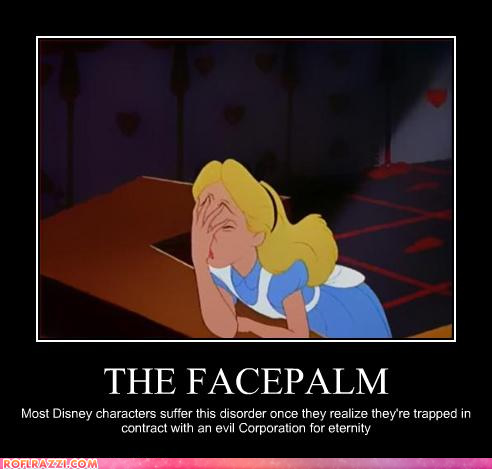 THE FACEPALM
Most Disney characters suffer this disorder once they realize they're trapped in
contract with an evil Corporation for eternity
ROFLRAZZI.COM